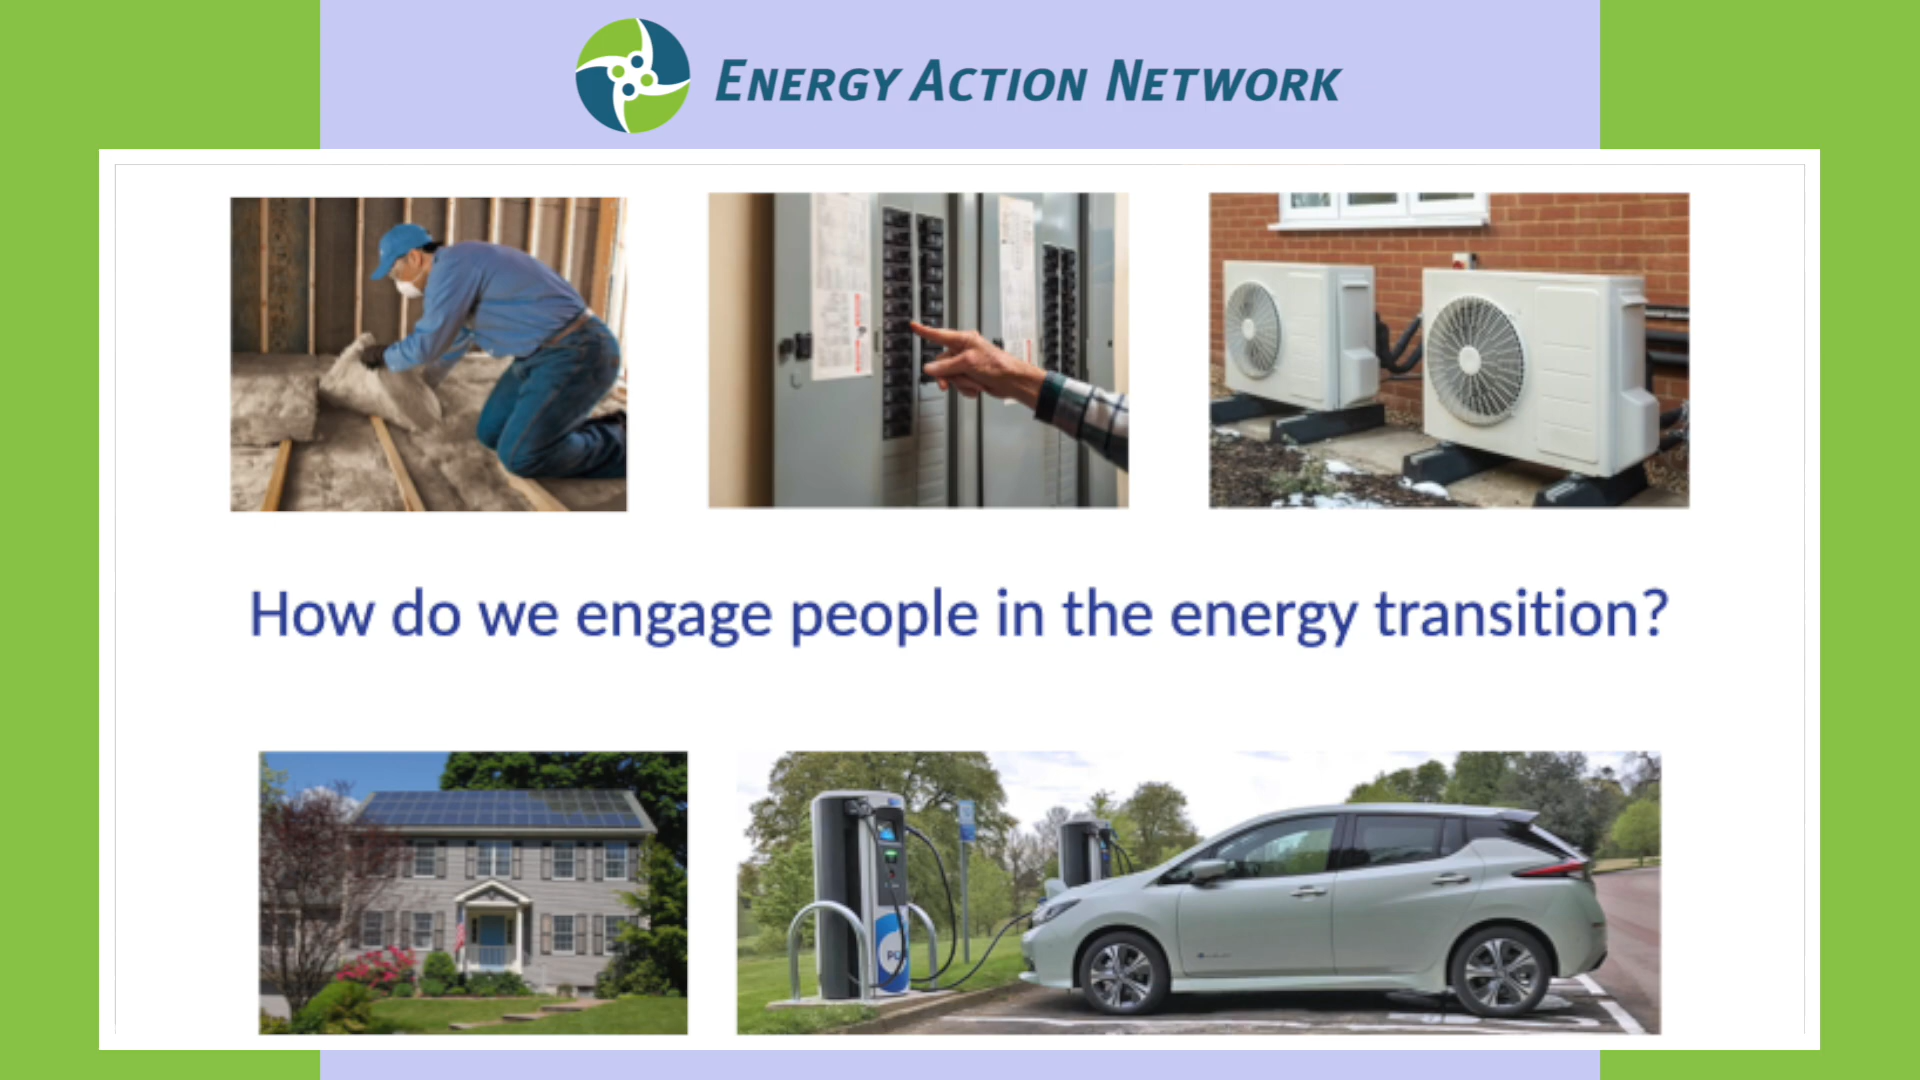 ENERGY ACTION NETWORK
How do we engage people in the energy transition?